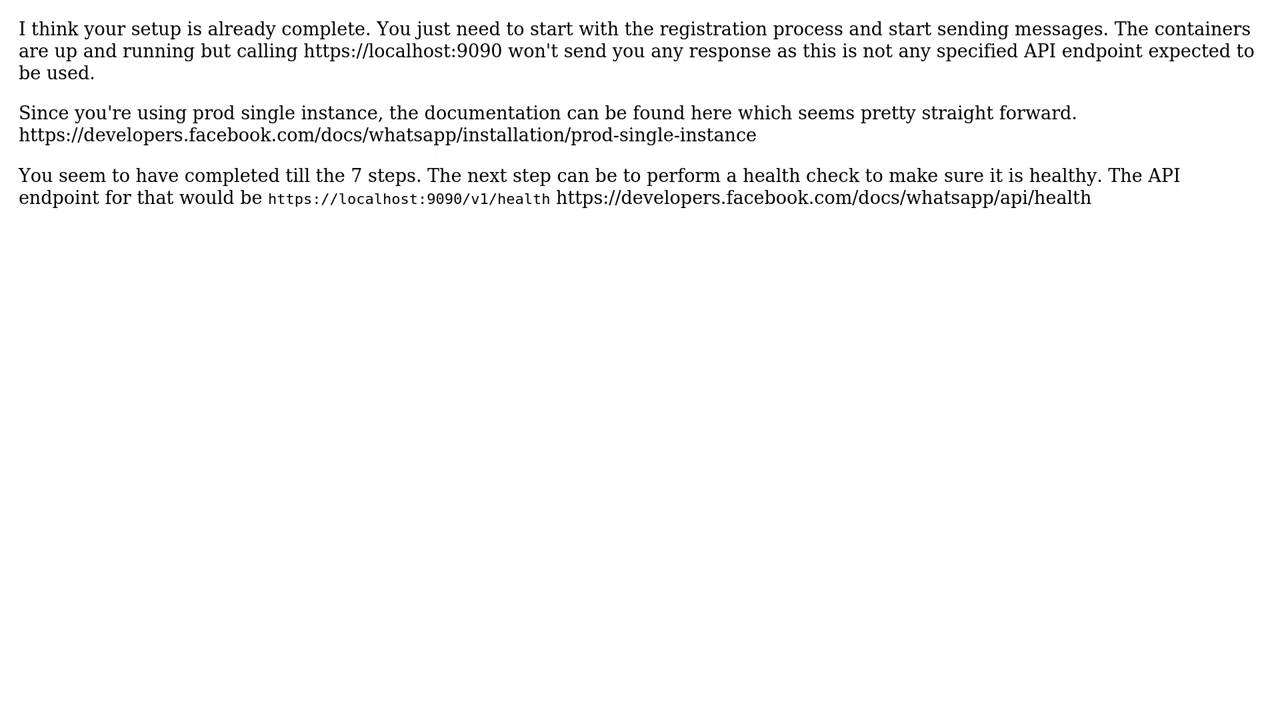 I think your setup is already complete. You just need to start with the registration process and start sending messages. The containers
are up and running but calling https://localhost:9090 won't send you any response as this is not any specified API endpoint expected to
be used.
Since you're using prod single instance, the documentation can be found here which seems pretty straight forward.
https://developers.facebook.com/docs/whatsapp/installation/prod-single-instance
You seem to have completed till the 7 steps. The next step can be to perform a health check to make sure it is healthy. The API
endpoint for that would be https://localhost:9090/v1/health https://developers.facebook.com/docs/whatsapp/api/health